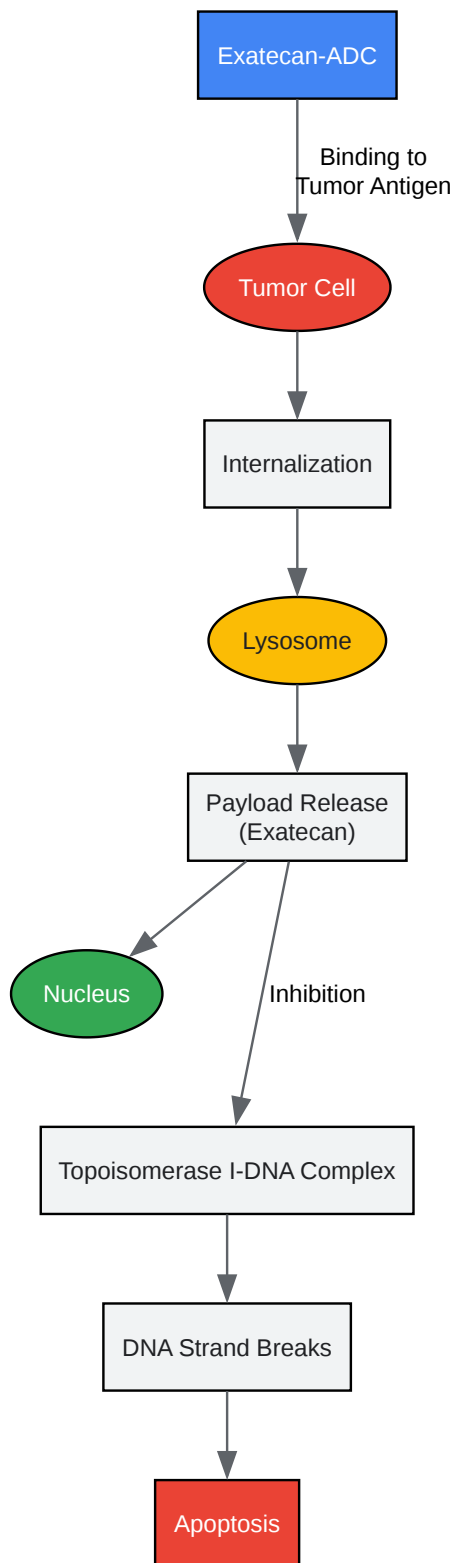 Exatecan-ADC
Binding to
Tumor Antigen
Tumor Cell
Internalization
Lysosome
Payload Release
(Exatecan)
Nucleus
Inhibition
Topoisomerase I-DNA Complex
DNA Strand Breaks
Apoptosis